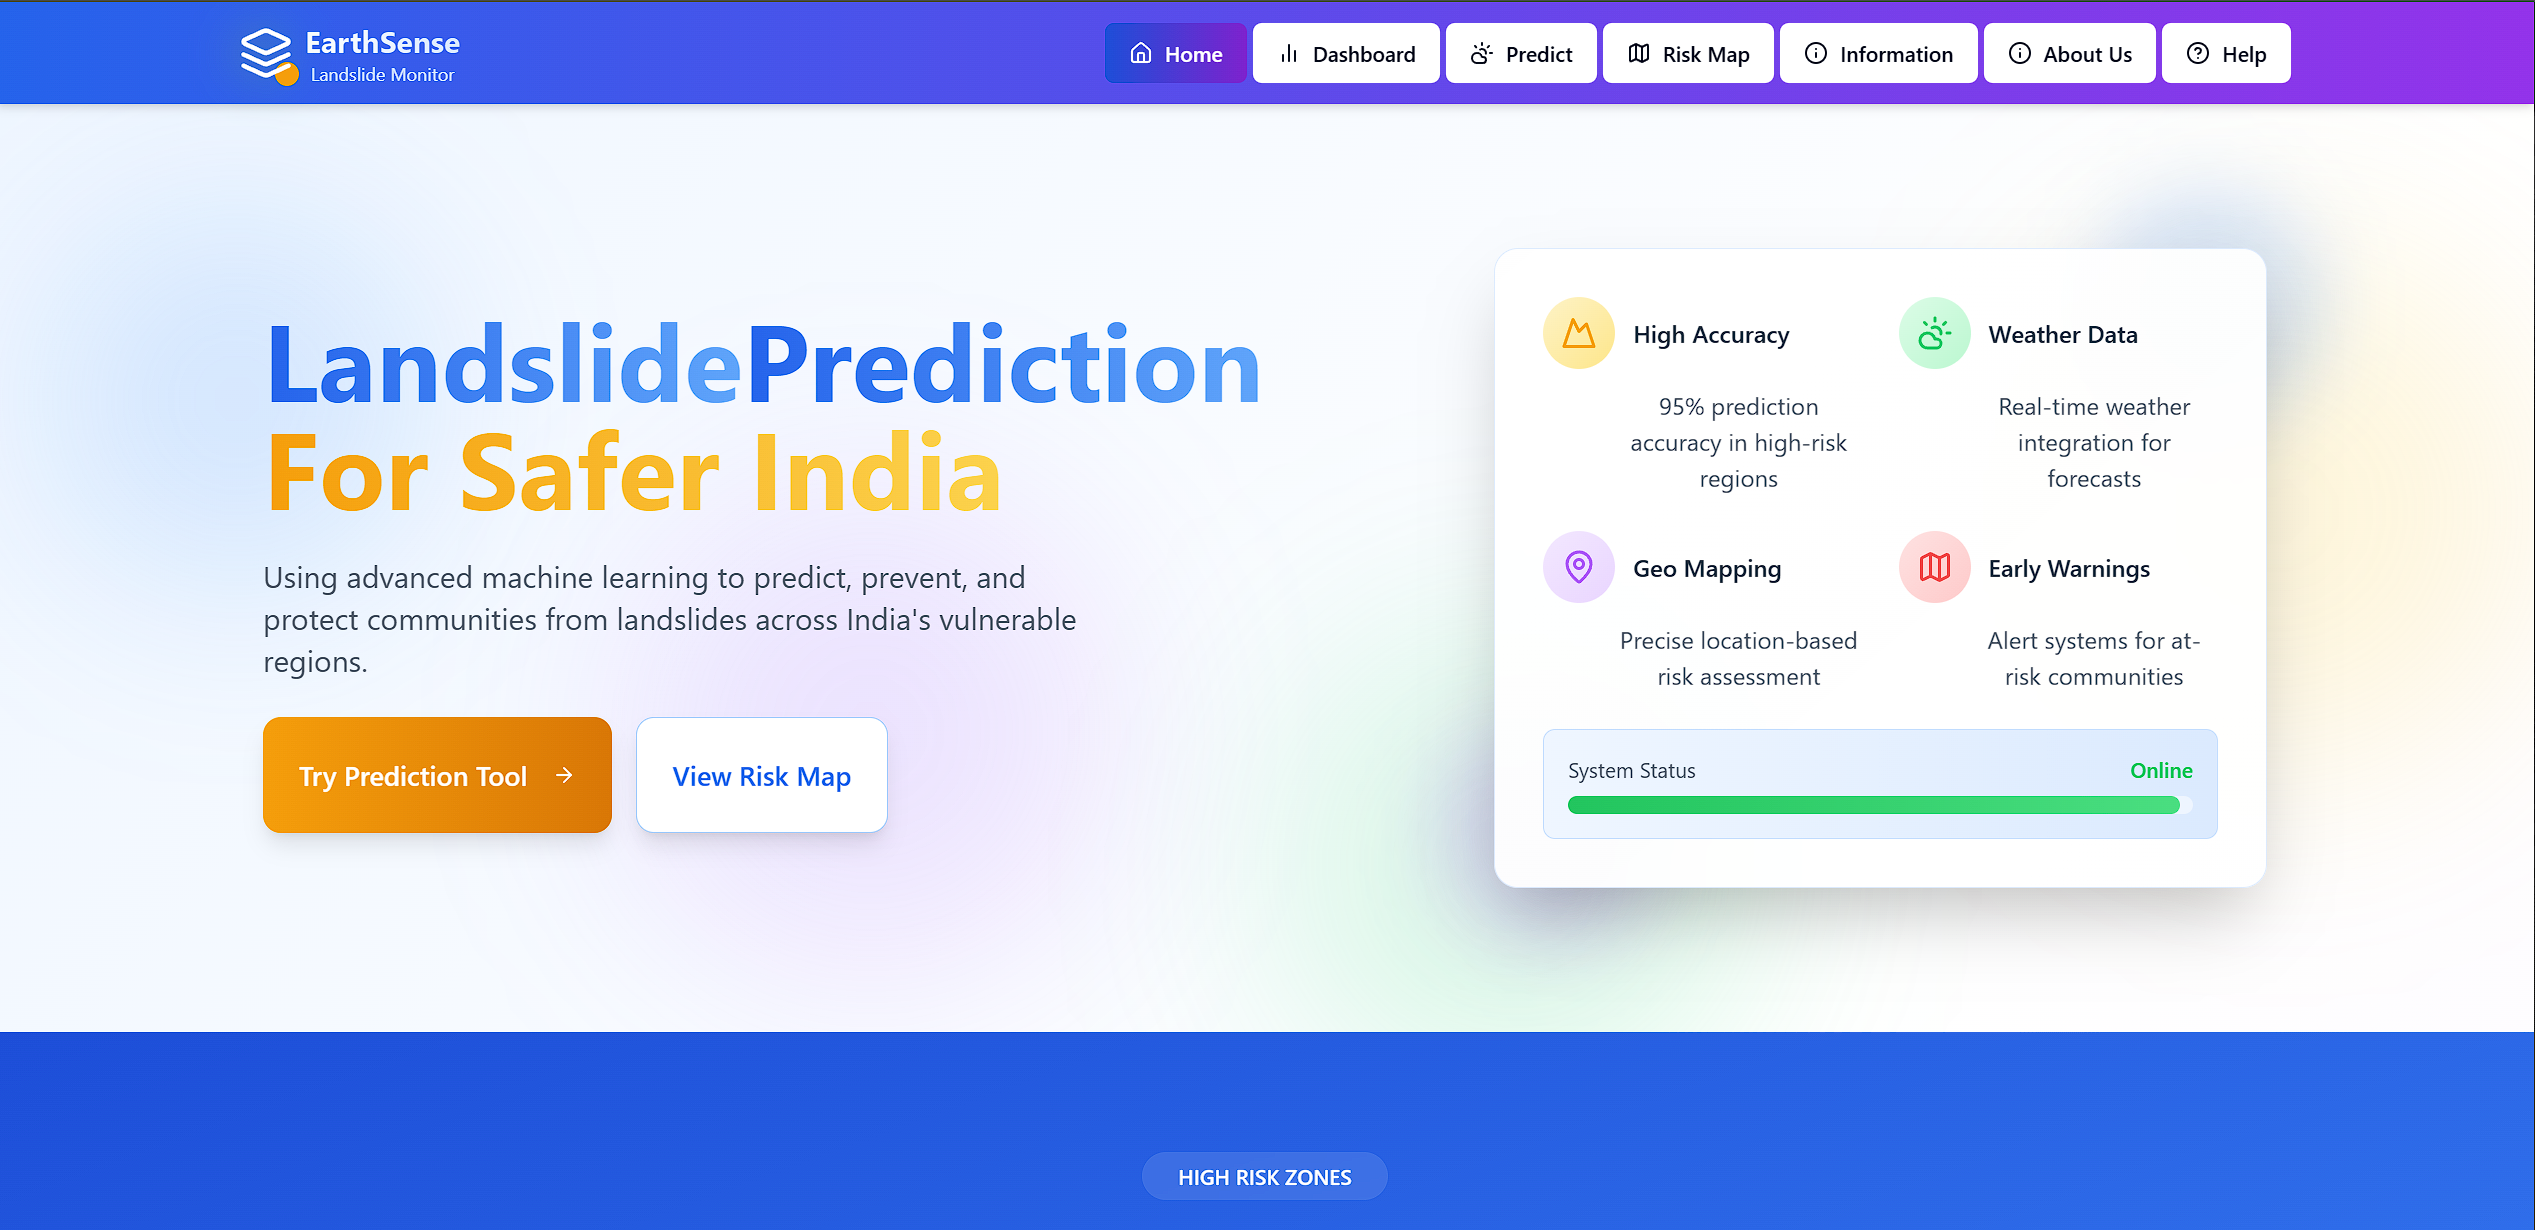 EarthSense
Landslide Monitor
Home
Dashboard
Predict
Risk Map
Information
About Us
Help
LandslidePrediction
For Safer India
Using advanced machine learning to predict, prevent, and
protect communities from landslides across India's vulnerable
regions.
Try Prediction Tool
View Risk Map
High Accuracy
95% prediction
accuracy in high-risk
regions
Weather Data
Real-time weather
integration for
forecasts
Geo Mapping
Precise location-based
risk assessment
Early Warnings
Alert systems for at-
risk communities
System Status
Online
HIGH RISK ZONES